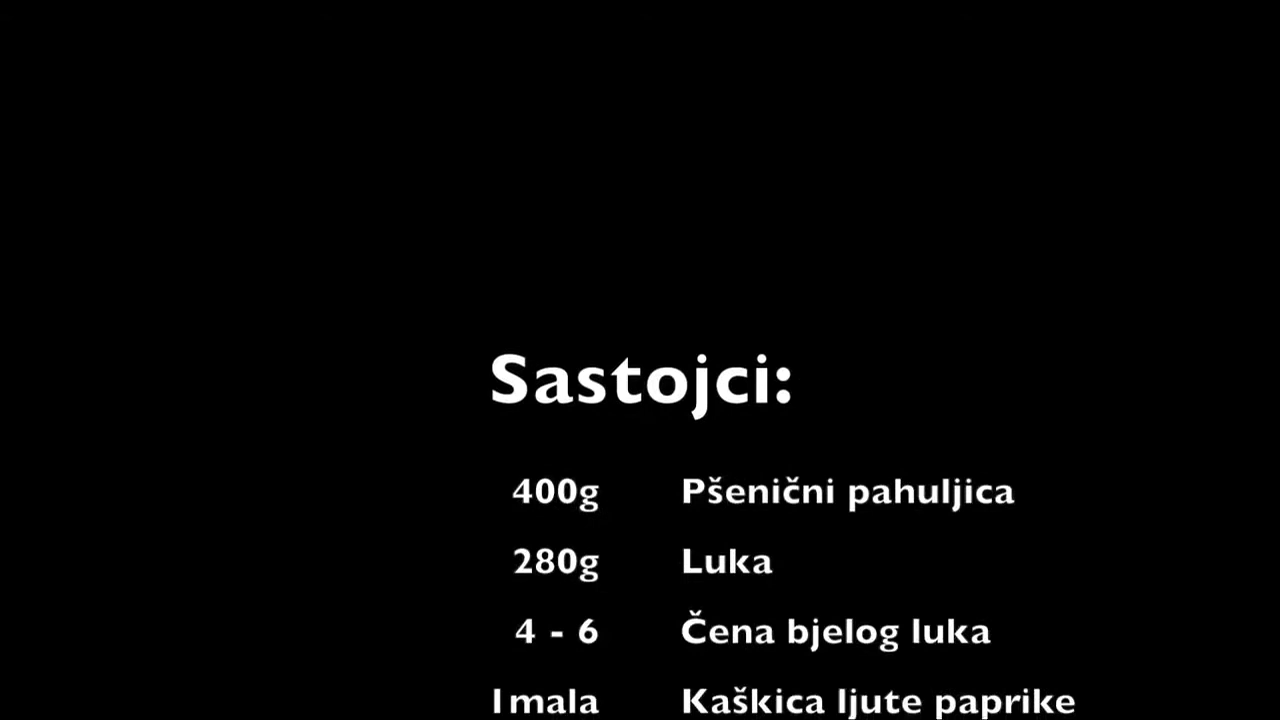 Sastojci:
400g Pšenični pahuljica
280g Luka
4 - 6 Čena bjelog luka
1mala Kaškica ljute paprike